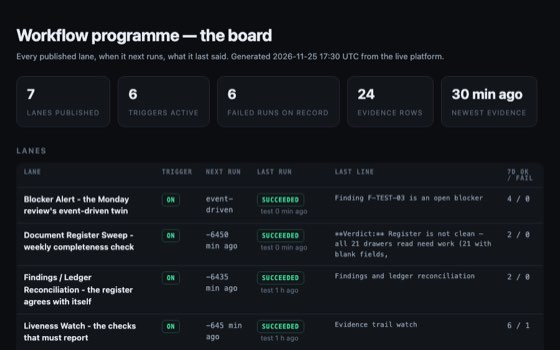 Workflow programme — the board
Every published lane, when it next runs, what it last said. Generated 2026-11-25 17:30 UTC from the live platform.
7
LANES PUBLISHED
6
TRIGGERS ACTIVE
6
FAILED RUNS ON RECORD
24
EVIDENCE ROWS
30 min ago
NEWEST EVIDENCE
LANES
LANE TRIGGER NEXT RUN LAST RUN LAST LINE 7D OK
/ FAIL
Blocker Alert - the Monday ON event- SUCCEEDED Finding F-TEST-03 is an open blocker 4 / 0
review's event-driven twin driven test 0 min ago
Document Register Sweep - ON -6450 SUCCEEDED **Verdict:** Register is not clean — 2 / 0
weekly completeness check min ago test 0 min ago all 21 drawers read need work (21 with
blank fields,
Findings / Ledger ON -6435 SUCCEEDED Findings and ledger reconciliation 2 / 0
Reconciliation - the register min ago test 1 h ago
agrees with itself
Liveness Watch - the checks ON -645 min SUCCEEDED Evidence trail watch 6 / 1
that must report ago test 1 h ago